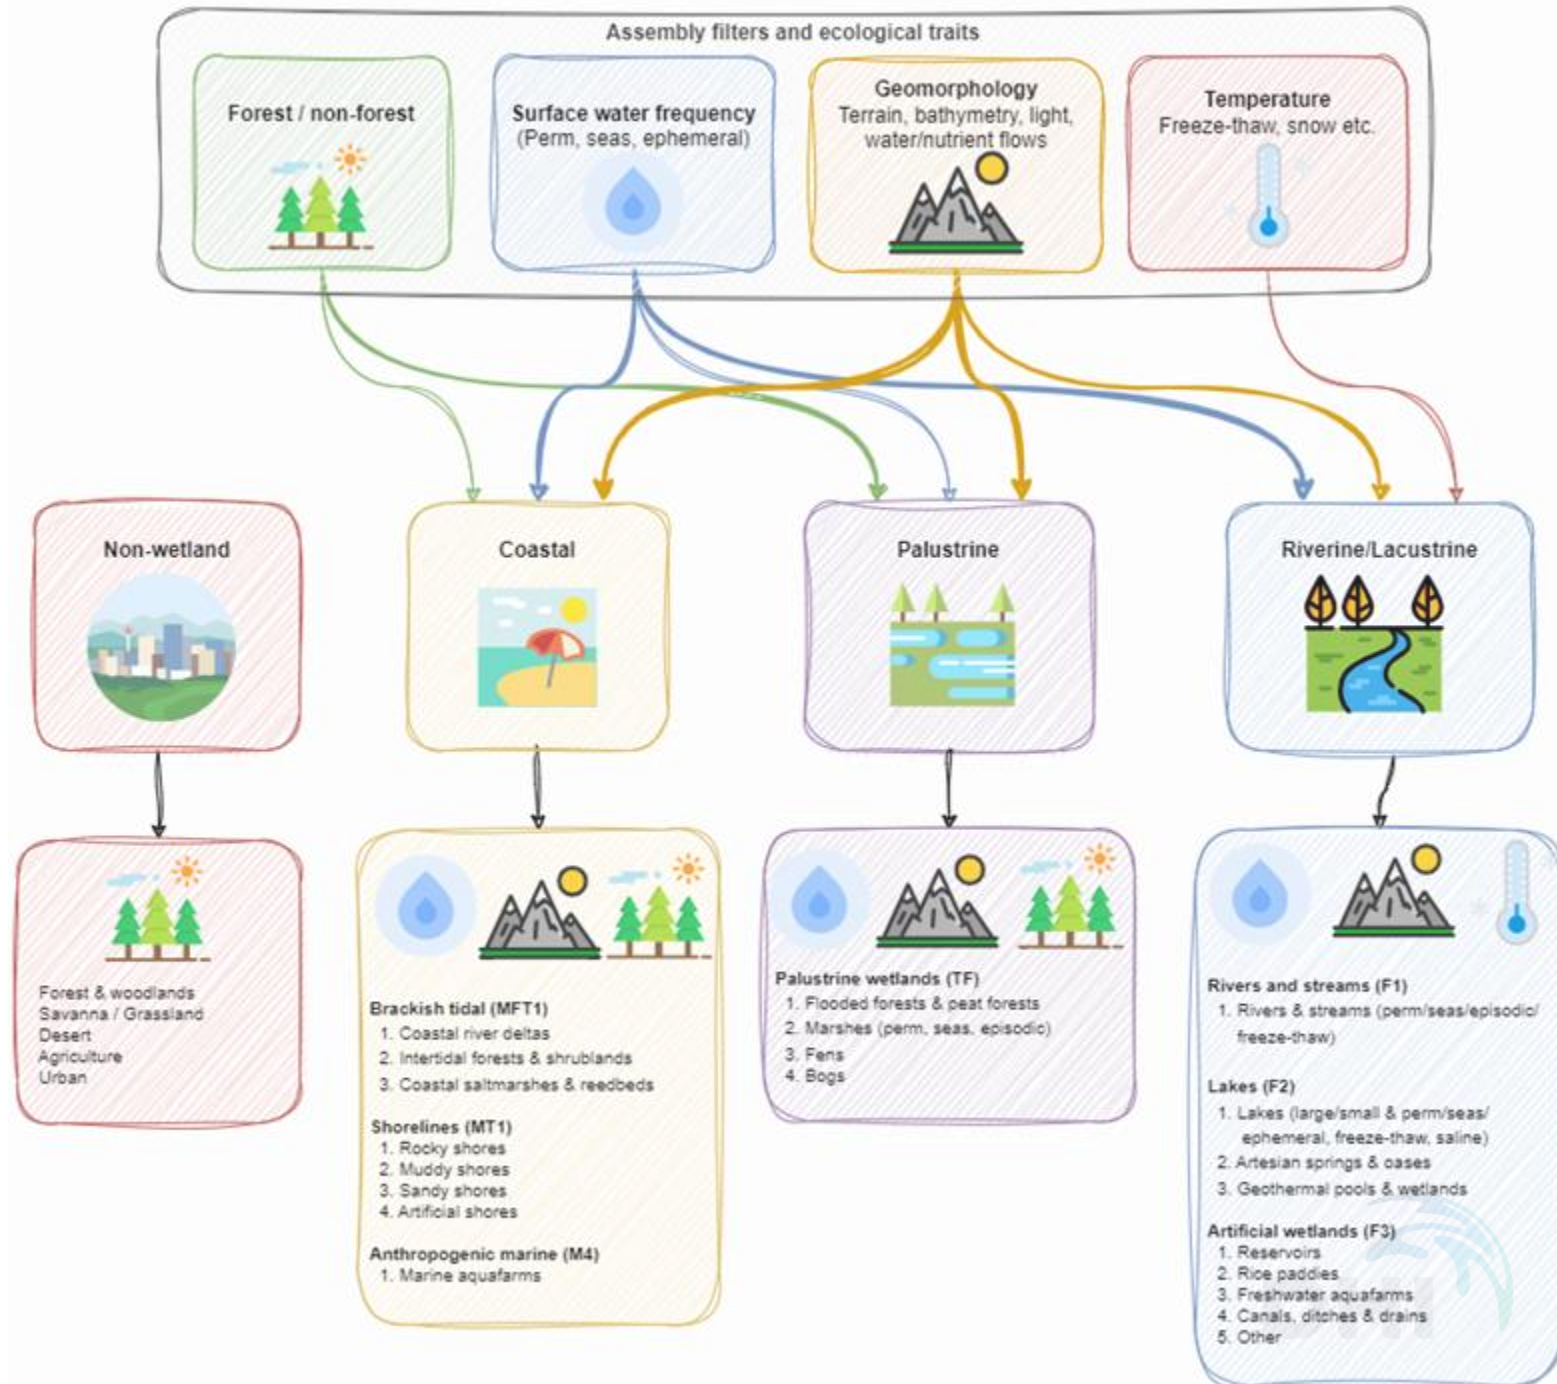 Assembly filters and ecological traits
Forest / non-forest
Surface water frequency
(Perm, seas, ephemeral)
Geomorphology
Terrain, bathymetry, light,
water/nutrient flows
Temperature
Freeze-thaw, snow etc.
Non-wetland
Coastal
Palustrine
Riverine/Lacustrine
Forest & woodlands
Savanna / Grassland
Desert
Agriculture
Urban
Brackish tidal (MFT1)
1. Coastal river deltas
2. Intertidal forests & shrublands
3. Coastal saltmarshes & reedbeds
Shorelines (MT1)
1. Rocky shores
2. Muddy shores
3. Sandy shores
4. Artificial shores
Anthropogenic marine (M4)
1. Marine aquafarms
Palustrine wetlands (TF)
1. Flooded forests & peat forests
2. Marshes (perm, seas, episodic)
3. Fens
4. Bogs
Rivers and streams (F1)
1. Rivers & streams (perm/seas/episodic/
freeze-thaw)
Lakes (F2)
1. Lakes (large/small & perm/seas/
ephemeral, freeze-thaw, saline)
2. Artesian springs & oases
3. Geothermal pools & wetlands
Artificial wetlands (F3)
1. Reservoirs
2. Rice paddies
3. Freshwater aquafarms
4. Canals, ditches & drains
5. Other